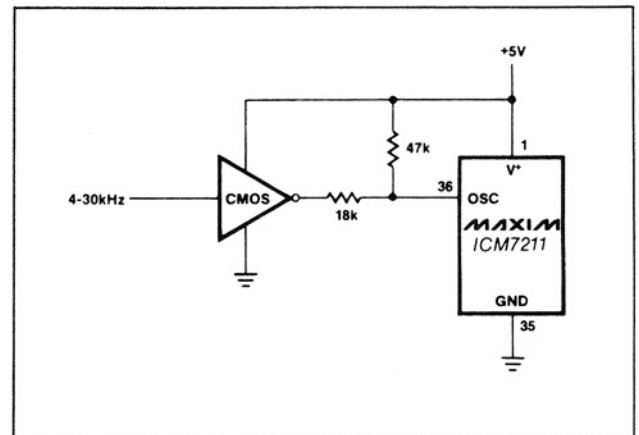 +5V
47k
1
V+
4-30kHz
CMOS
18k
36
OSC
MAXIM
ICM7211
GND
35